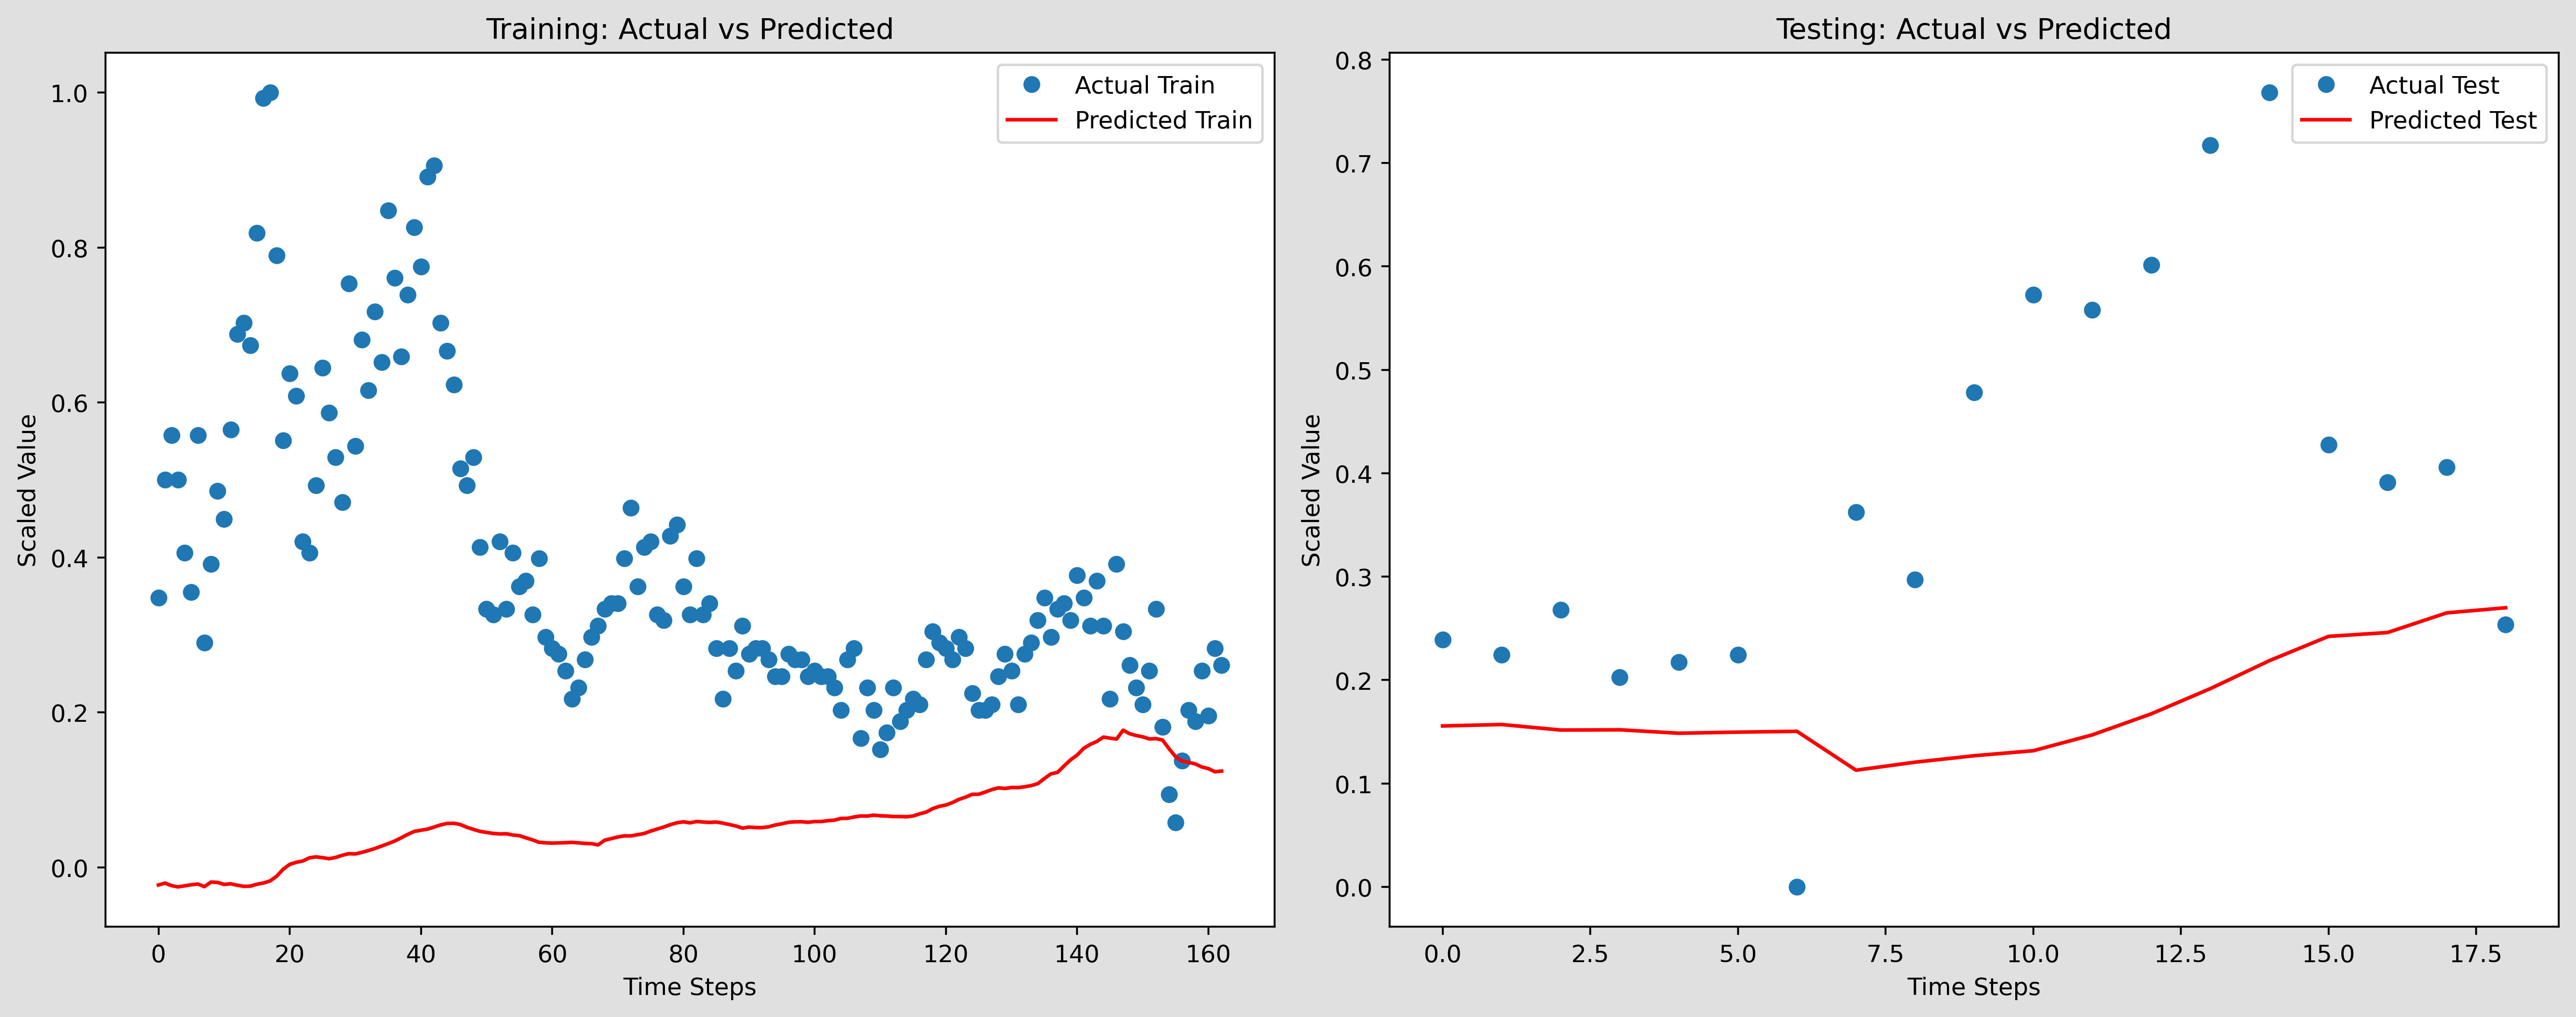 Training: Actual vs Predicted
Actual Train
Predicted Train
1.0
0.8
0.6
0.4
0.2
0.0
Scaled Value
0 20 40 60 80 100 120 140 160
Time Steps
Testing: Actual vs Predicted
Actual Test
Predicted Test
0.8
0.7
0.6
0.5
0.4
0.3
0.2
0.1
0.0
Scaled Value
0.0 2.5 5.0 7.5 10.0 12.5 15.0 17.5
Time Steps